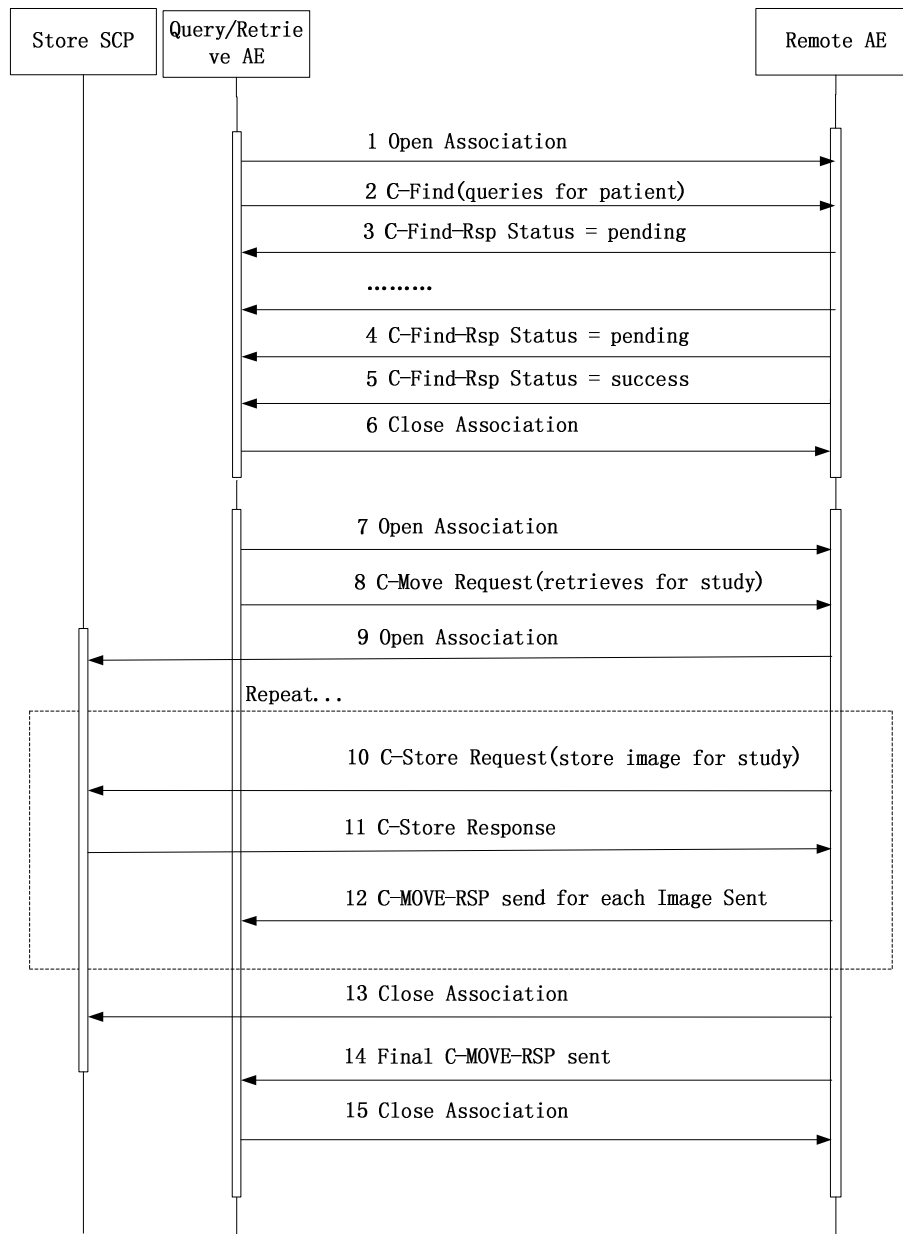 Store SCP
Query/Retrie
ve AE
Remote AE
1 Open Association
2 C-Find(queries for patient)
3 C-Find-Rsp Status = pending
………
4 C-Find-Rsp Status = pending
5 C-Find-Rsp Status = success
6 Close Association
7 Open Association
8 C-Move Request(retrieves for study)
9 Open Association
Repeat...
10 C-Store Request(store image for study)
11 C-Store Response
12 C-MOVE-RSP send for each Image Sent
13 Close Association
14 Final C-MOVE-RSP sent
15 Close Association